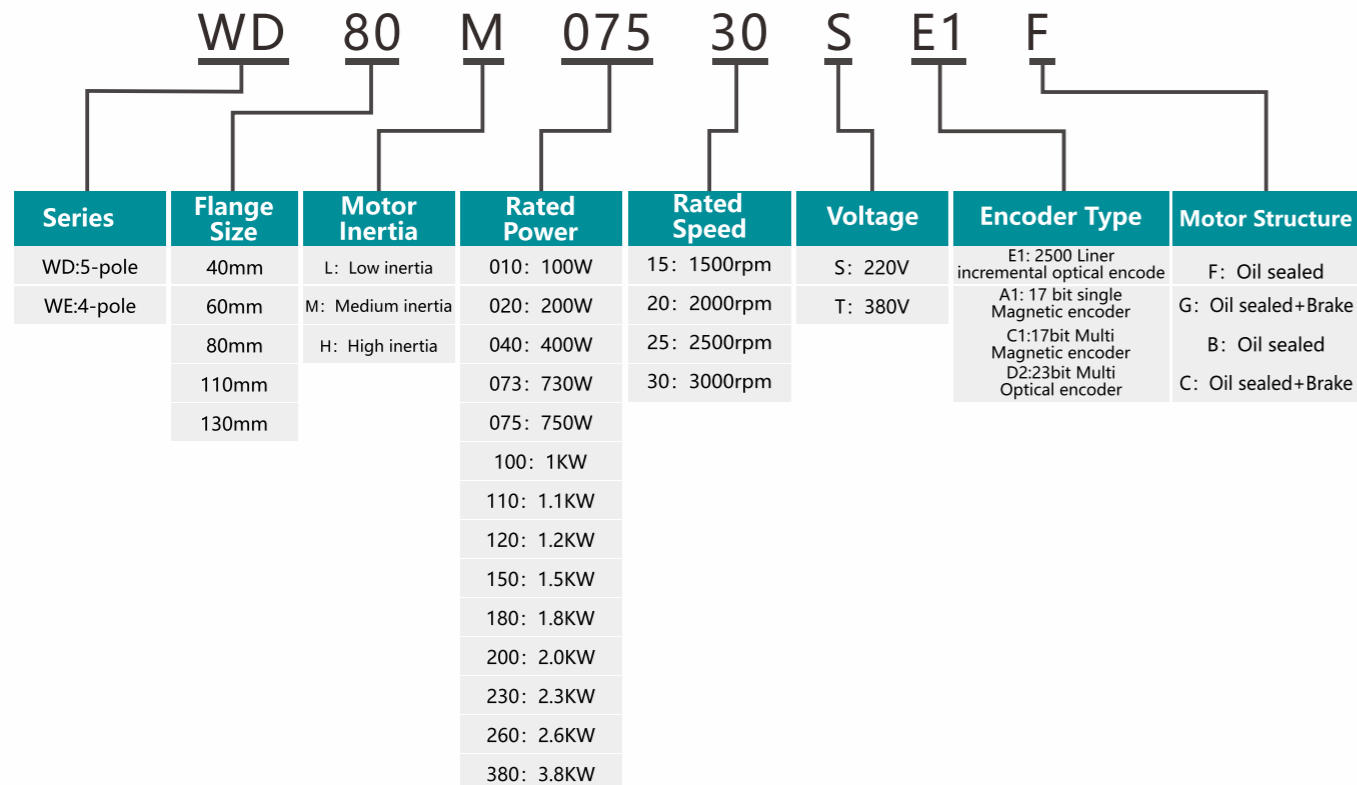 WD 80 M 075 30 S E1 F
Series
Flange
Size
Motor
Inertia
Rated
Power
Rated
Speed
Voltage
Encoder Type
Motor Structure
WD:5-pole
WE:4-pole
40mm
60mm
80mm
110mm
130mm
L: Low inertia
M: Medium inertia
H: High inertia
010: 100W
020: 200W
040: 400W
073: 730W
075: 750W
100: 1KW
110: 1.1KW
120: 1.2KW
150: 1.5KW
180: 1.8KW
200: 2.0KW
230: 2.3KW
260: 2.6KW
380: 3.8KW
15: 1500rpm
20: 2000rpm
25: 2500rpm
30: 3000rpm
S: 220V
T: 380V
E1: 2500 Liner
incremental optical encode
A1: 17 bit single
Magnetic encoder
C1:17bit Multi
Magnetic encoder
D2:23bit Multi
Optical encoder
F: Oil sealed
G: Oil sealed+Brake
B: Oil sealed
C: Oil sealed+Brake